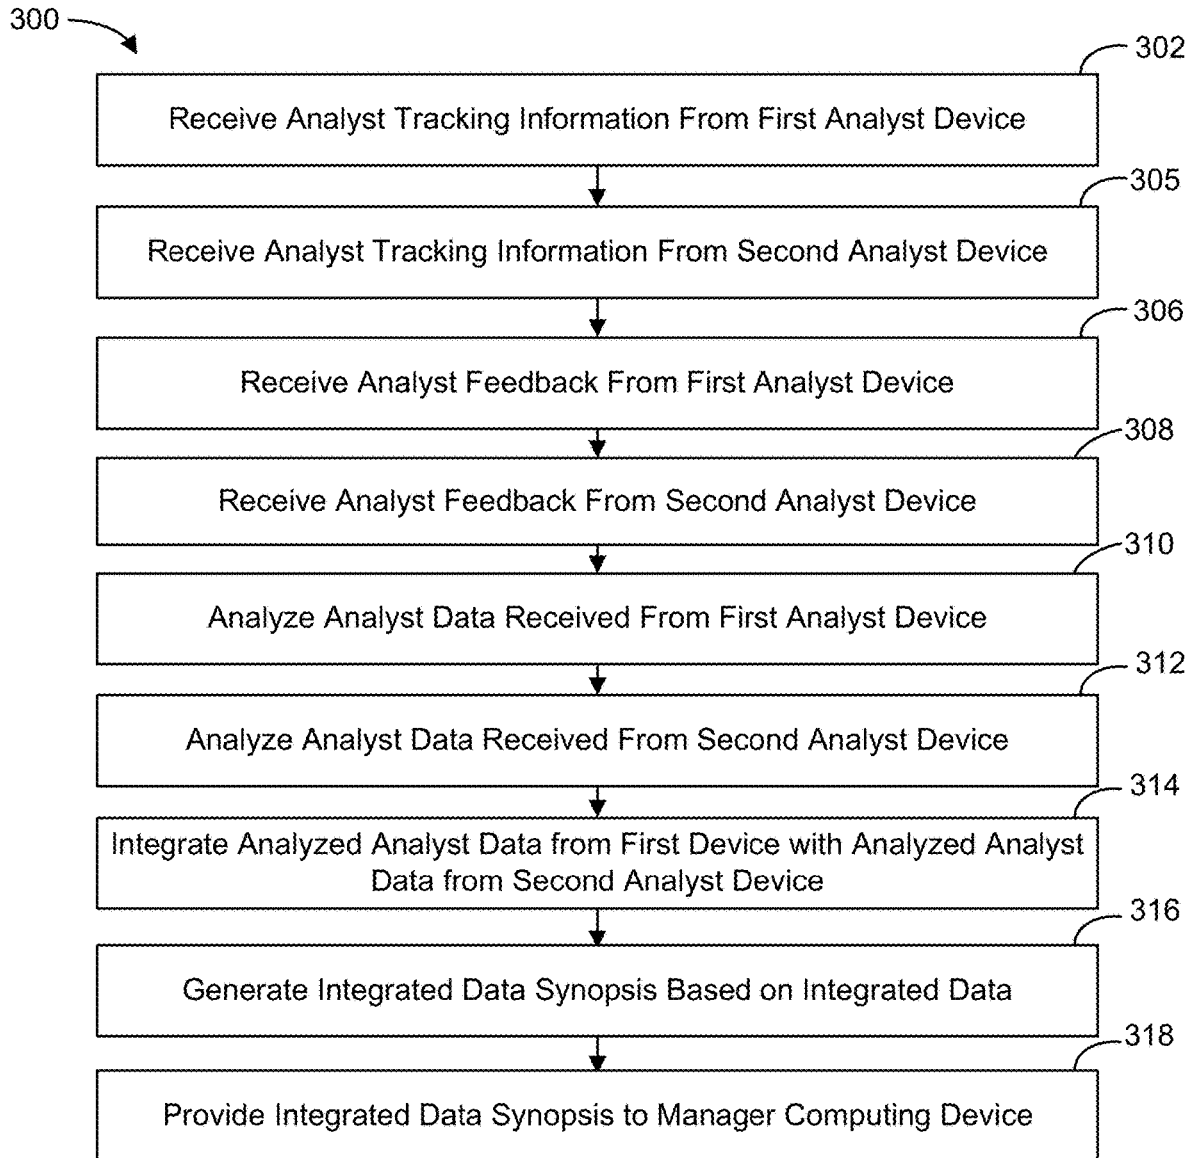 300
302
Receive Analyst Tracking Information From First Analyst Device
305
Receive Analyst Tracking Information From Second Analyst Device
306
Receive Analyst Feedback From First Analyst Device
308
Receive Analyst Feedback From Second Analyst Device
310
Analyze Analyst Data Received From First Analyst Device
312
Analyze Analyst Data Received From Second Analyst Device
314
Integrate Analyzed Analyst Data from First Device with Analyzed Analyst
Data from Second Analyst Device
316
Generate Integrated Data Synopsis Based on Integrated Data
318
Provide Integrated Data Synopsis to Manager Computing Device